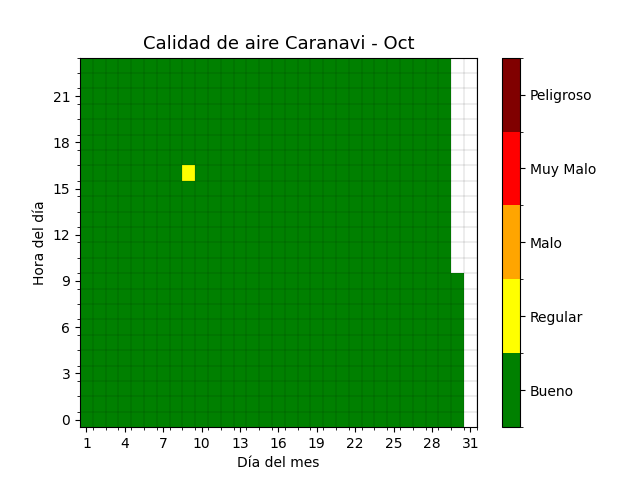 Calidad de aire Caranavi - Oct
Hora del día
21
18
15
12
9
6
3
0
1 4 7 10 13 16 19 22 25 28 31
Día del mes
Peligroso
Muy Malo
Malo
Regular
Bueno